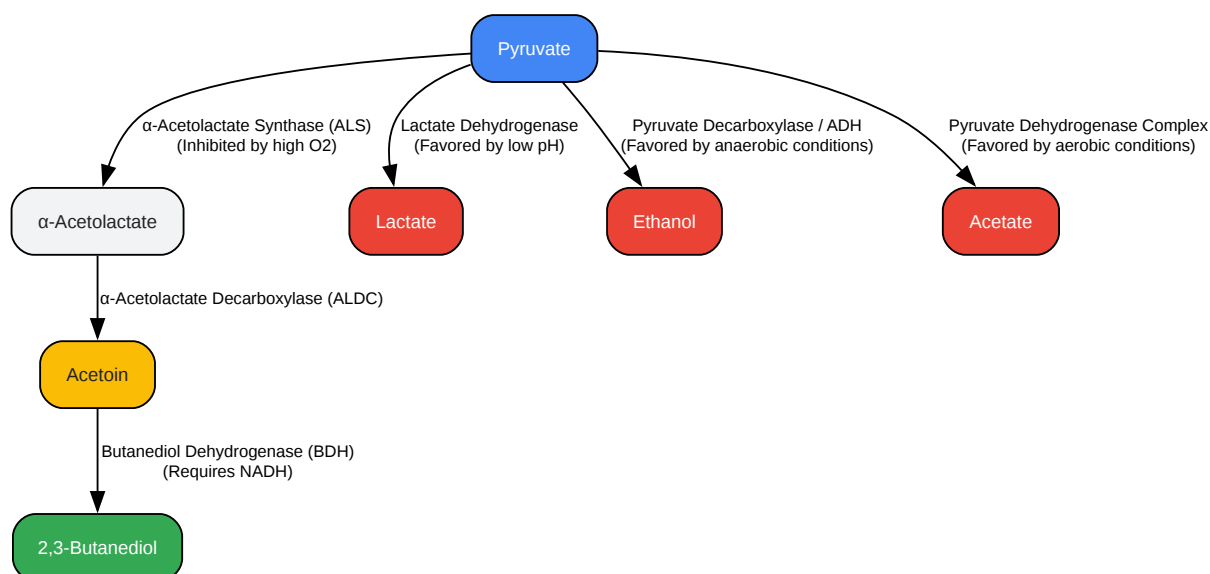 Pyruvate
α-Acetolactate Synthase (ALS)
(Inhibited by high O2)
Lactate Dehydrogenase
(Favored by low pH)
Pyruvate Decarboxylase / ADH
(Favored by anaerobic conditions)
Pyruvate Dehydrogenase Complex
(Favored by aerobic conditions)
α-Acetolactate
Lactate
Ethanol
Acetate
α-Acetolactate Decarboxylase (ALDC)
Acetoin
Butanediol Dehydrogenase (BDH)
(Requires NADH)
2,3-Butanediol